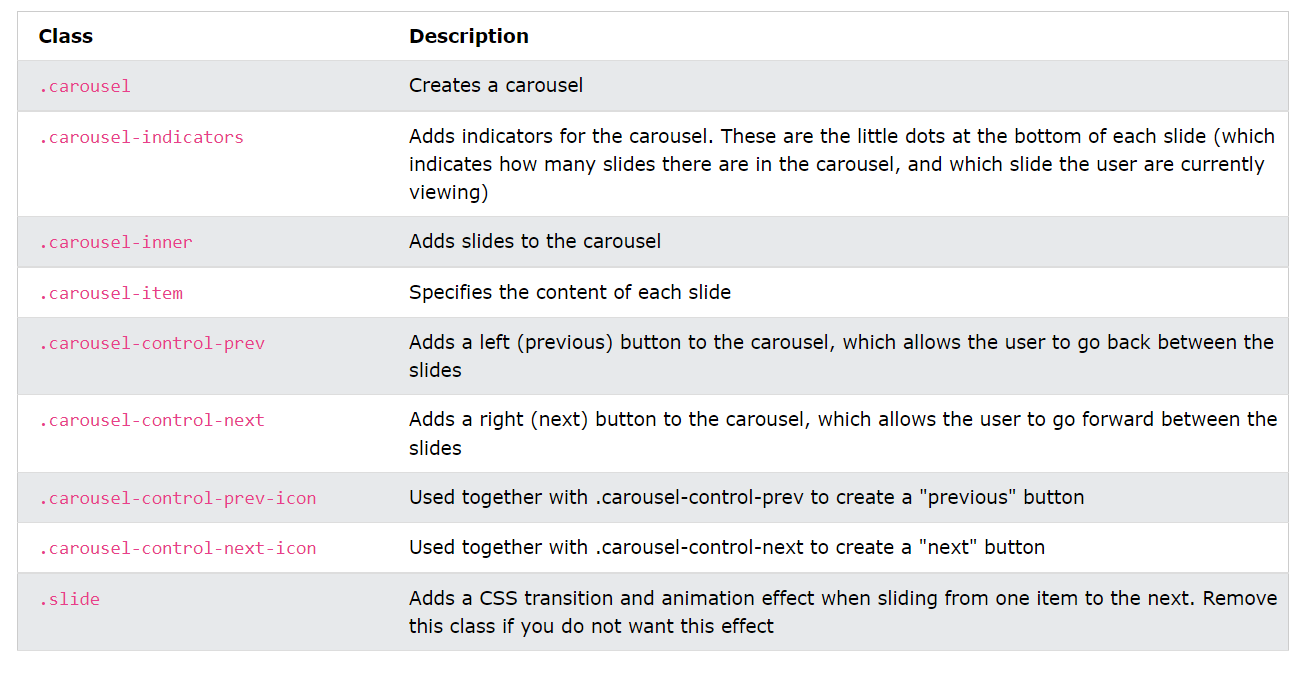 Class Description
.carousel Creates a carousel
.carousel-indicators Adds indicators for the carousel. These are the little dots at the bottom of each slide (which
indicates how many slides there are in the carousel, and which slide the user are currently
viewing)
.carousel-inner Adds slides to the carousel
.carousel-item Specifies the content of each slide
.carousel-control-prev Adds a left (previous) button to the carousel, which allows the user to go back between the
slides
.carousel-control-next Adds a right (next) button to the carousel, which allows the user to go forward between the
slides
.carousel-control-prev-icon Used together with .carousel-control-prev to create a "previous" button
.carousel-control-next-icon Used together with .carousel-control-next to create a "next" button
.slide Adds a CSS transition and animation effect when sliding from one item to the next. Remove
this class if you do not want this effect